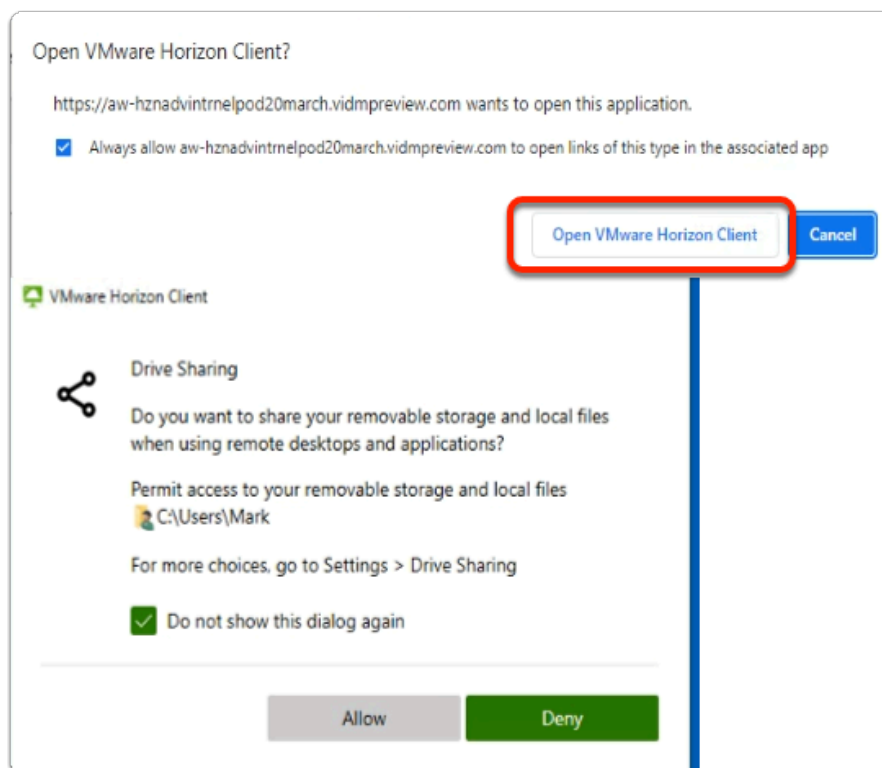 Open VMware Horizon Client?
https://aw-hznadvintrnelpod20march.vidmpreview.com wants to open this application.
Always allow aw-hznadvintrnelpod20march.vidmpreview.com to open links of this type in the associated app
Open VMware Horizon Client
Cancel
VMware Horizon Client
Drive Sharing
Do you want to share your removable storage and local files
when using remote desktops and applications?
Permit access to your removable storage and local files
C:\Users\Mark
For more choices, go to Settings > Drive Sharing
Do not show this dialog again
Allow
Deny